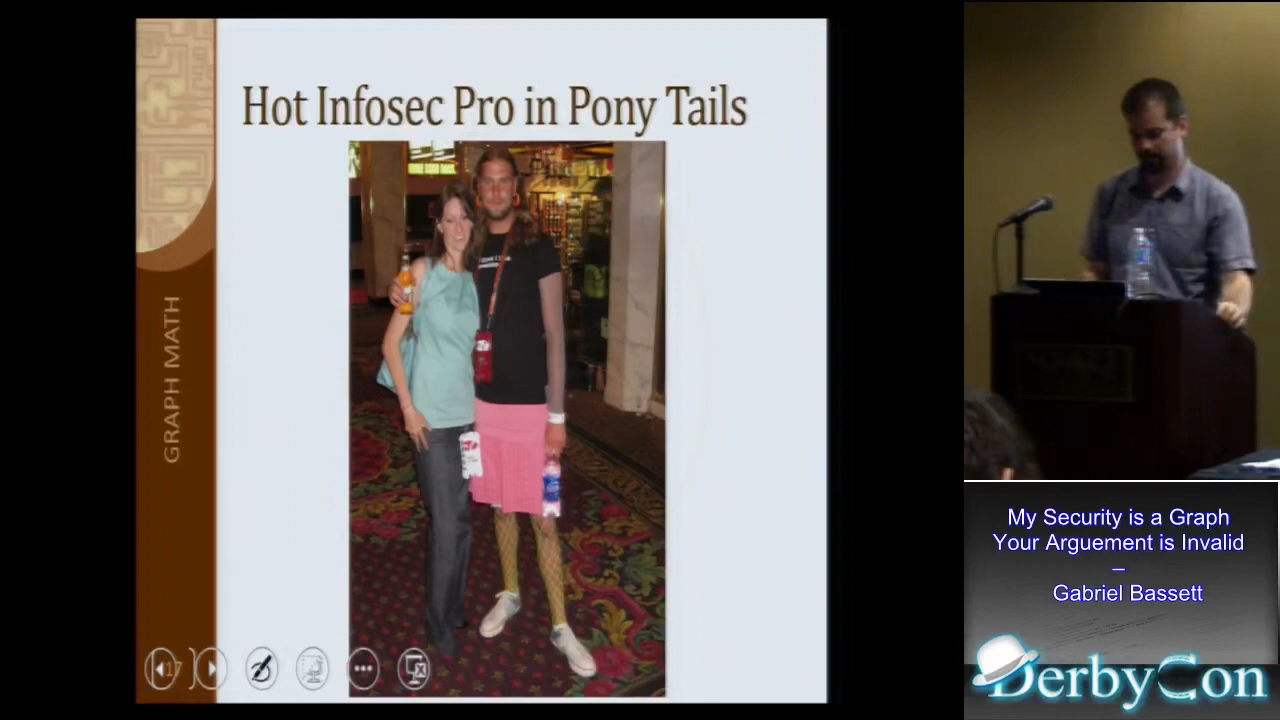 Hot Infosec Pro in Pony Tails
GRAPH MATH
17
My Security is a Graph
Your Arguement is Invalid
–
Gabriel Bassett
DerbyCon